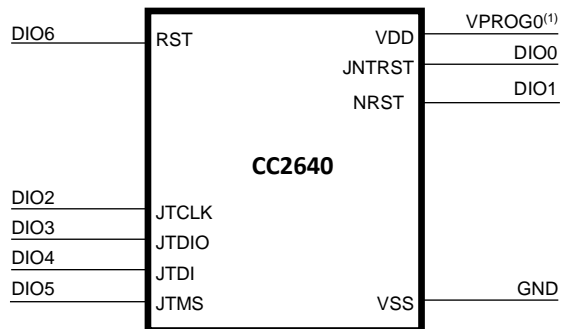 VPROG0(1)
DIO6 RST VDD
JNTRST DIO0
NRST DIO1
CC2640
DIO2 JTCLK
DIO3 JTDIO
DIO4 JTDI
DIO5 JTMS VSS GND